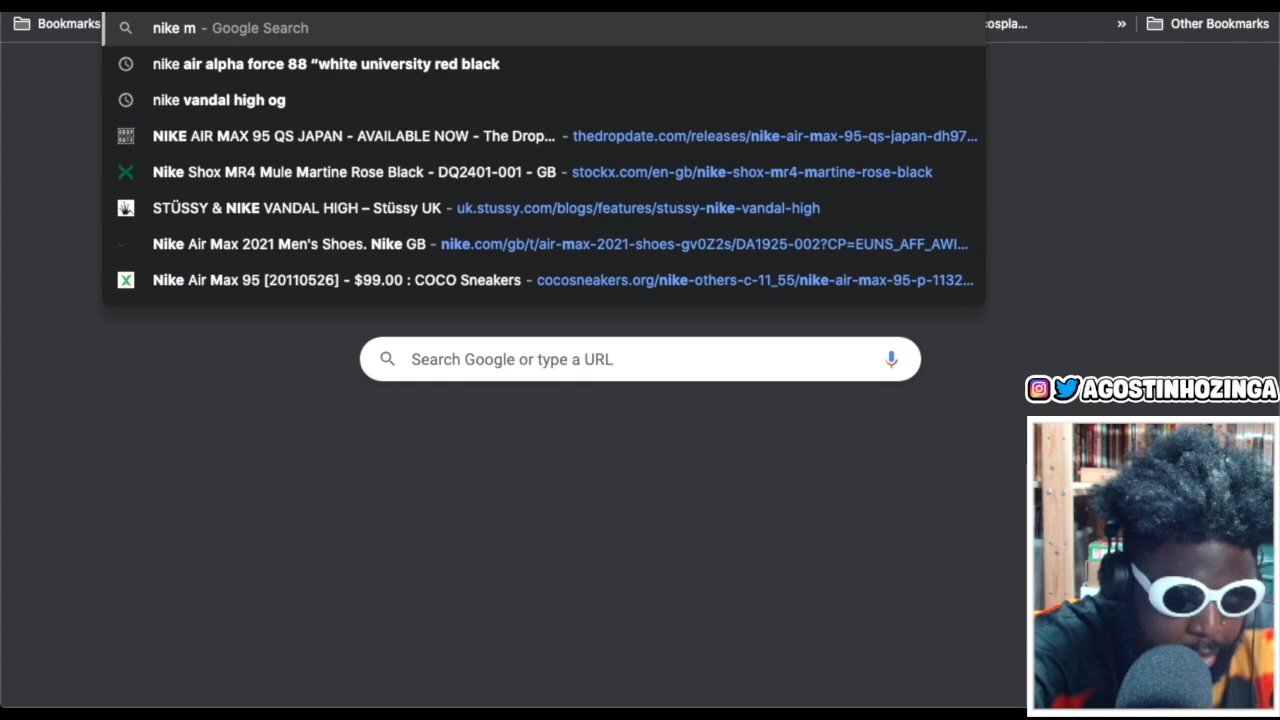 Bookmarks
nike m - Google Search
cospla...
»
Other Bookmarks
nike air alpha force 88 “white university red black
nike vandal high og
NIKE AIR MAX 95 QS JAPAN - AVAILABLE NOW - The Drop... - thedropdate.com/releases/nike-air-max-95-qs-japan-dh97...
Nike Shox MR4 Mule Martine Rose Black - DQ2401-001 - GB - stockx.com/en-gb/nike-shox-mr4-martine-rose-black
STÜSSY & NIKE VANDAL HIGH – Stüssy UK - uk.stussy.com/blogs/features/stussy-nike-vandal-high
Nike Air Max 2021 Men's Shoes. Nike GB - nike.com/gb/t/air-max-2021-shoes-gv0Z2s/DA1925-002?CP=EUNS_AFF_AWI...
Nike Air Max 95 [20110526] - $99.00 : COCO Sneakers - cocosneakers.org/nike-others-c-11_55/nike-air-max-95-p-1132...
Search Google or type a URL
AGOSTINHOZINGA